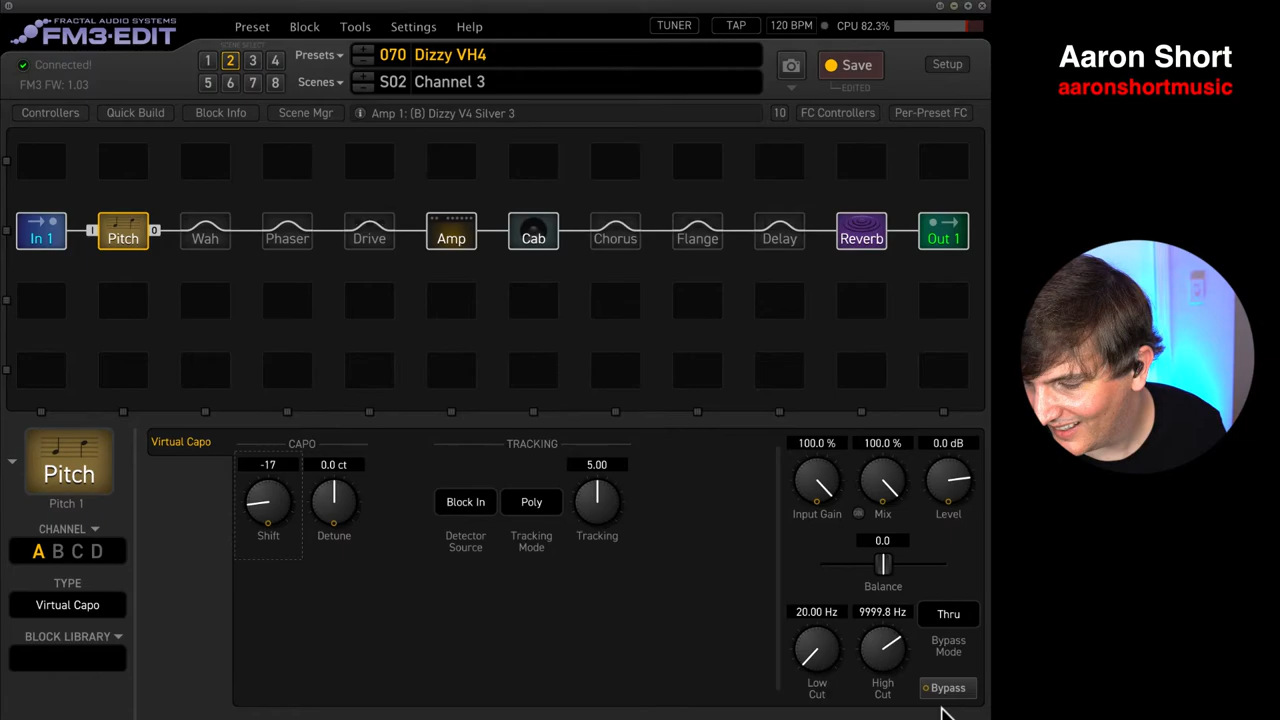 FRACTAL AUDIO SYSTEMS
FM3-EDIT
Preset Block Tools Settings Help
TUNER TAP 120 BPM CPU 82.3%
Connected!
FM3 FW: 1.03
SCENE SELECT
1 2 3 4
5 6 7 8
Presets 070 Dizzy VH4
Scenes S02 Channel 3
Save
EDITED
Setup
Controllers Quick Build Block Info Scene Mgr Amp 1: (B) Dizzy V4 Silver 3 10 FC Controllers Per-Preset FC
In 1 I Pitch O Wah Phaser Drive Amp Cab Chorus Flange Delay Reverb Out 1
Pitch
Pitch 1
CHANNEL
A B C D
TYPE
Virtual Capo
BLOCK LIBRARY
Virtual Capo
CAPO TRACKING
-17 0.0 ct 5.00
Block In Poly
Shift Detune Detector Source Tracking Mode Tracking
100.0 % 100.0 % 0.0 dB
Input Gain Mix Level
0.0
Balance
20.00 Hz 9999.8 Hz Thru
Bypass Mode
Low Cut High Cut
Bypass
Aaron Short
aaronshortmusic